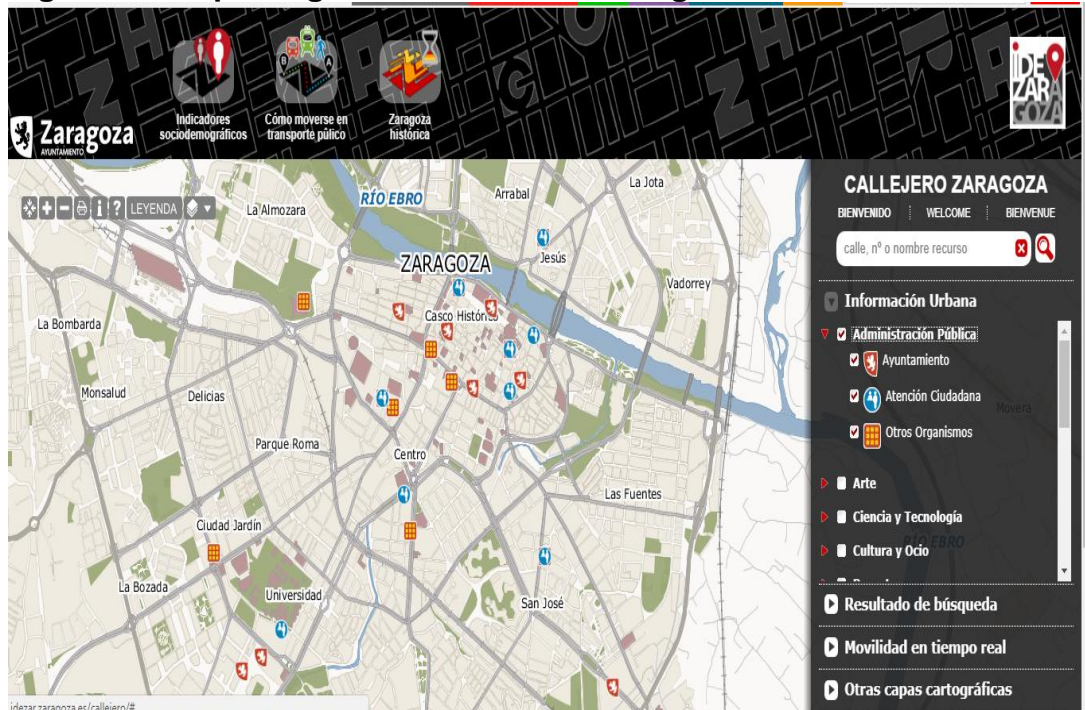 Indicadores
sociodemográficos
Cómo moverse en
transporte púlico
Zaragoza
histórica
Zaragoza
AYUNTAMIENTO
iDE
ZAR
AGOZA
LEYENDA
RÍO EBRO
Arrabal
La Jota
La Almozara
ZARAGOZA
Jesús
Vadorrey
Casco Histórico
La Bombarda
Monsalud
Delicias
Parque Roma
Centro
Las Fuentes
Ciudad Jardín
La Bozada
Universidad
San José
idezar.zaragoza.es/callejero/#
CALLEJERO ZARAGOZA
BIENVENIDO
WELCOME
BIENVENUE
calle, nº o nombre recurso
Información Urbana
Administración Pública
Ayuntamiento
Atención Ciudadana
Movera
Otros Organismos
Arte
Ciencia y Tecnología
RÍO EBRO
Cultura y Ocio
Resultado de búsqueda
Movilidad en tiempo real
Otras capas cartográficas